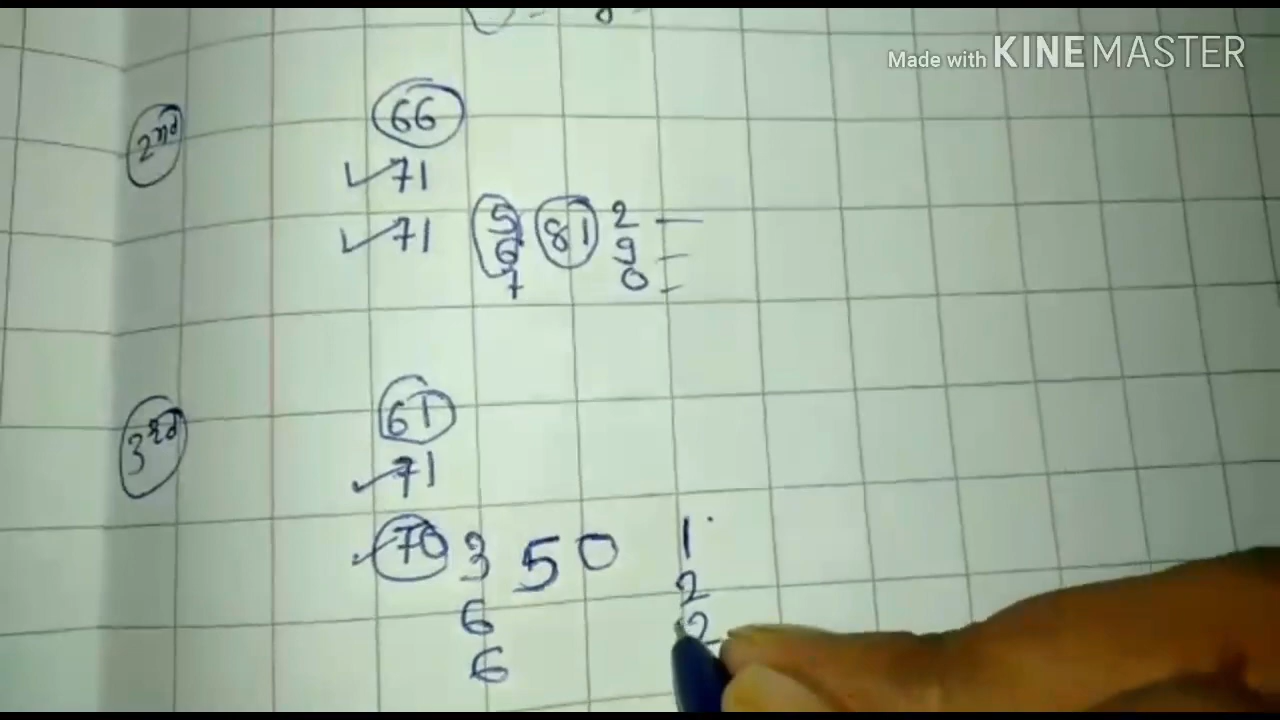 Made with KINEMASTER
2nd
66
71
71 5 81 2 —
6 9 —
7 0 —
3rd
61
71
70 3 50 1
6 2
6 2